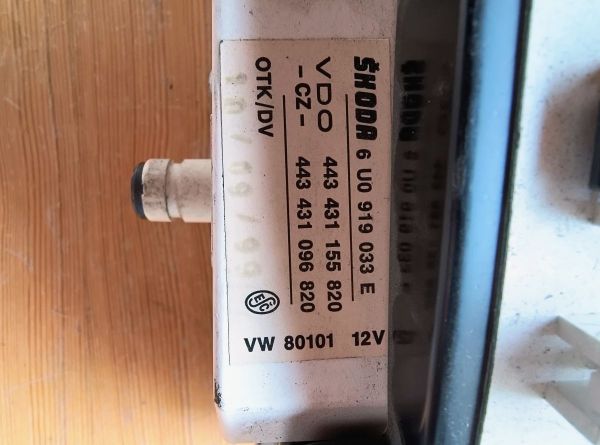 ŠKODA 6 U0 919 033 E
VDO 443 431 155 820
-CZ- 443 431 096 820
OTK/DV
ESC
VW 80101 12V